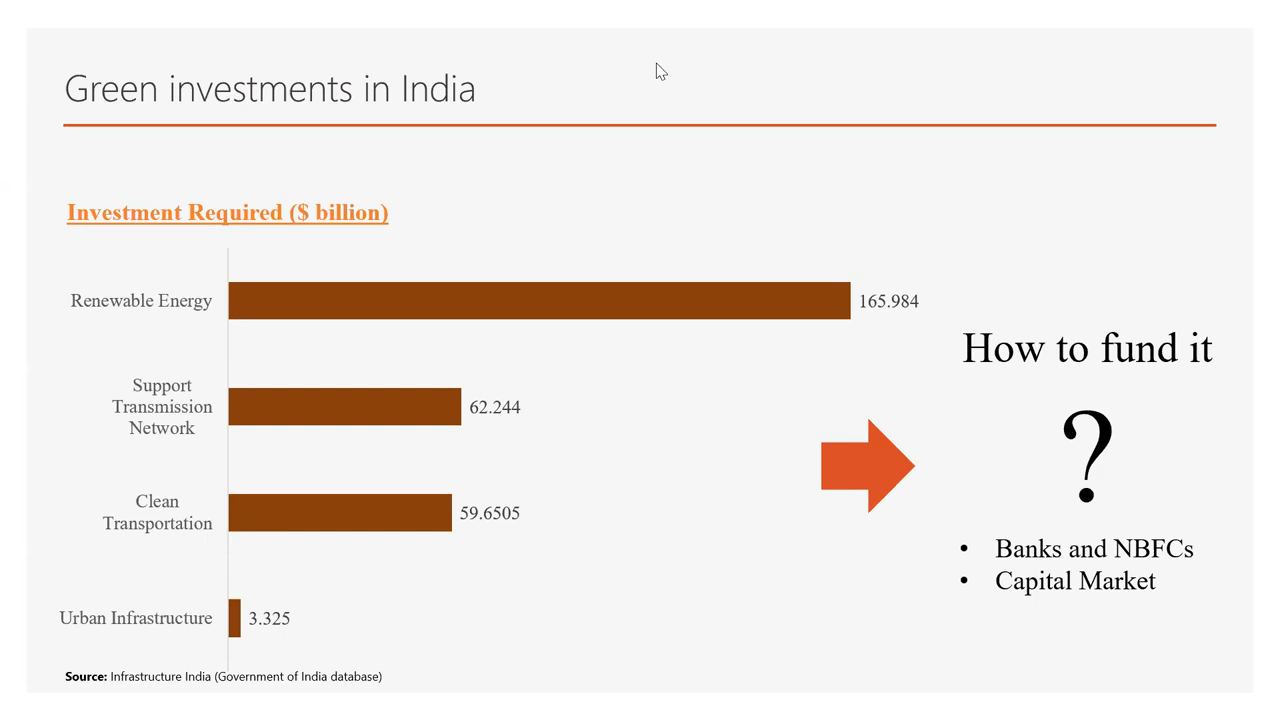 Green investments in India
Investment Required ($ billion)
Renewable Energy
165.984
Support
Transmission
Network
62.244
Clean
Transportation
59.6505
Urban Infrastructure
3.325
How to fund it
?
• Banks and NBFCs
• Capital Market
Source: Infrastructure India (Government of India database)